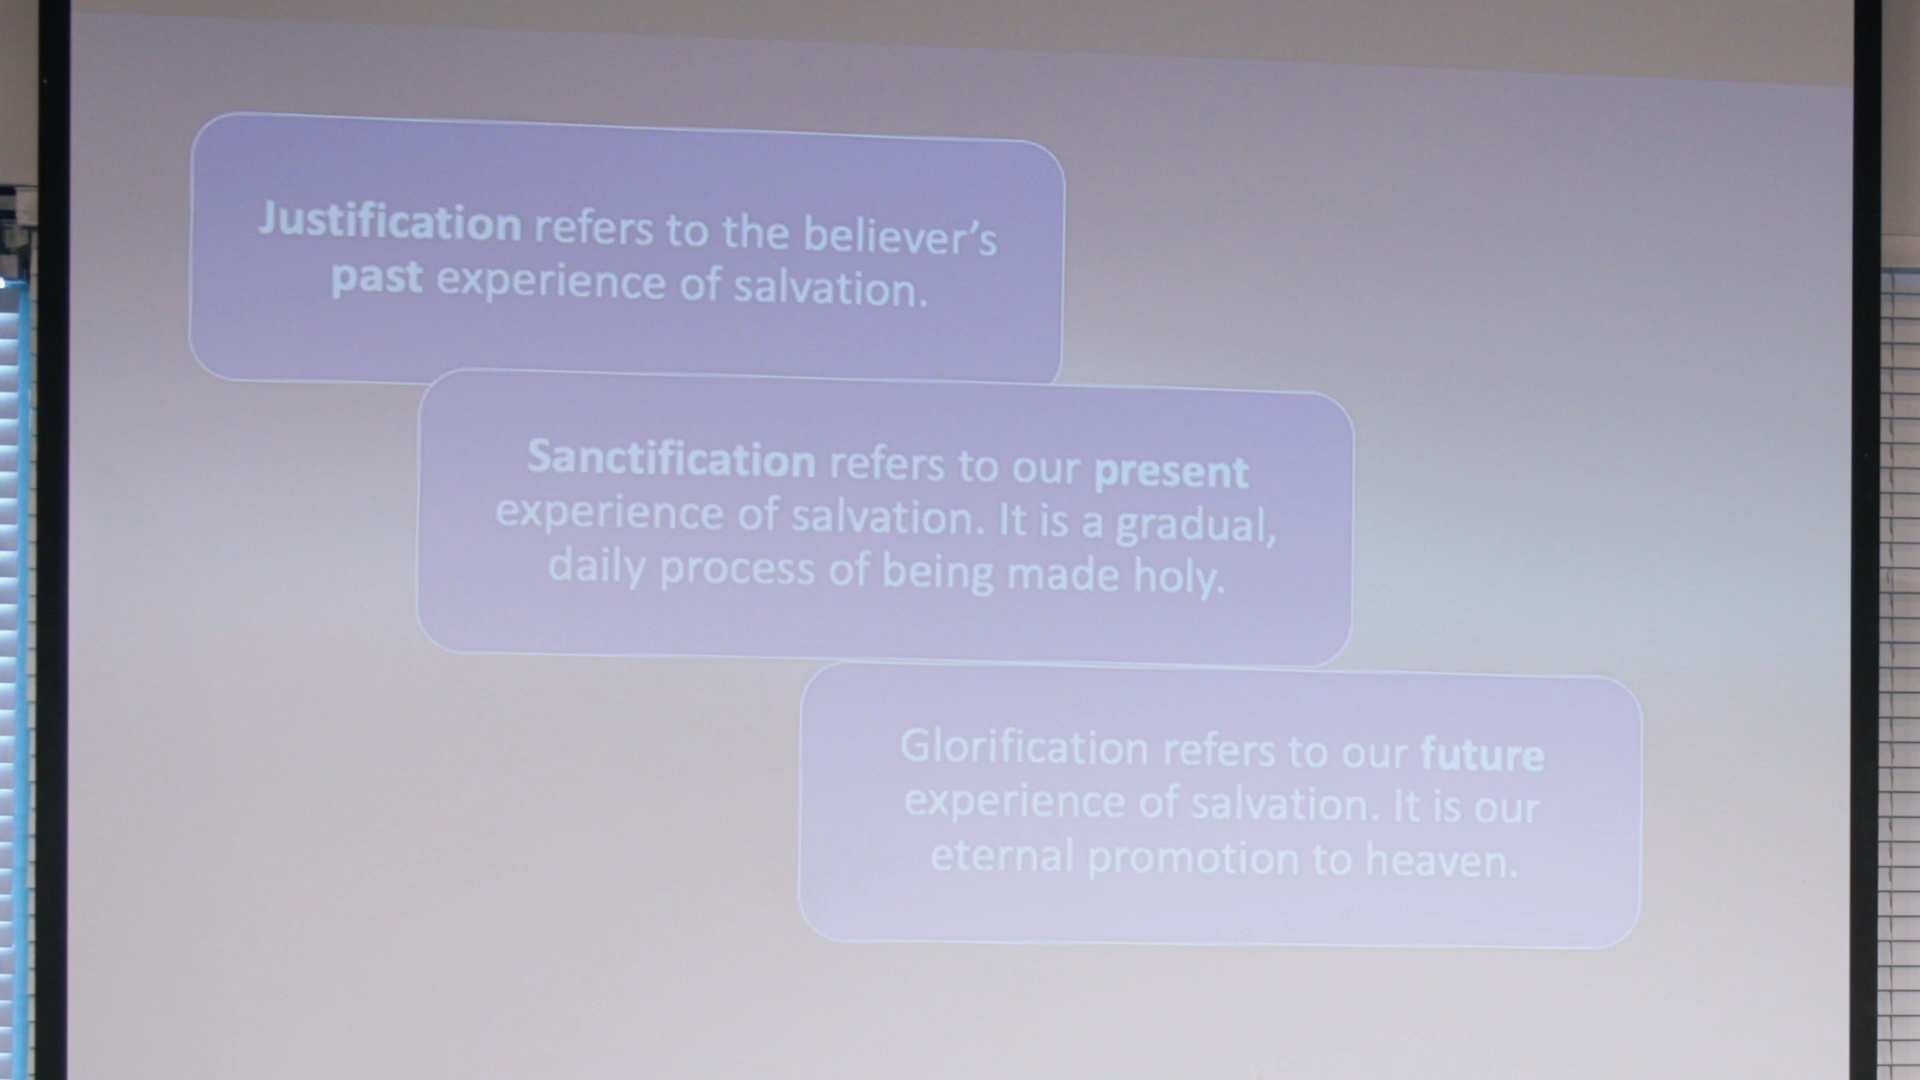 Justification refers to the believer’s
past experience of salvation.
Sanctification refers to our present
experience of salvation. It is a gradual,
daily process of being made holy.
Glorification refers to our future
experience of salvation. It is our
eternal promotion to heaven.